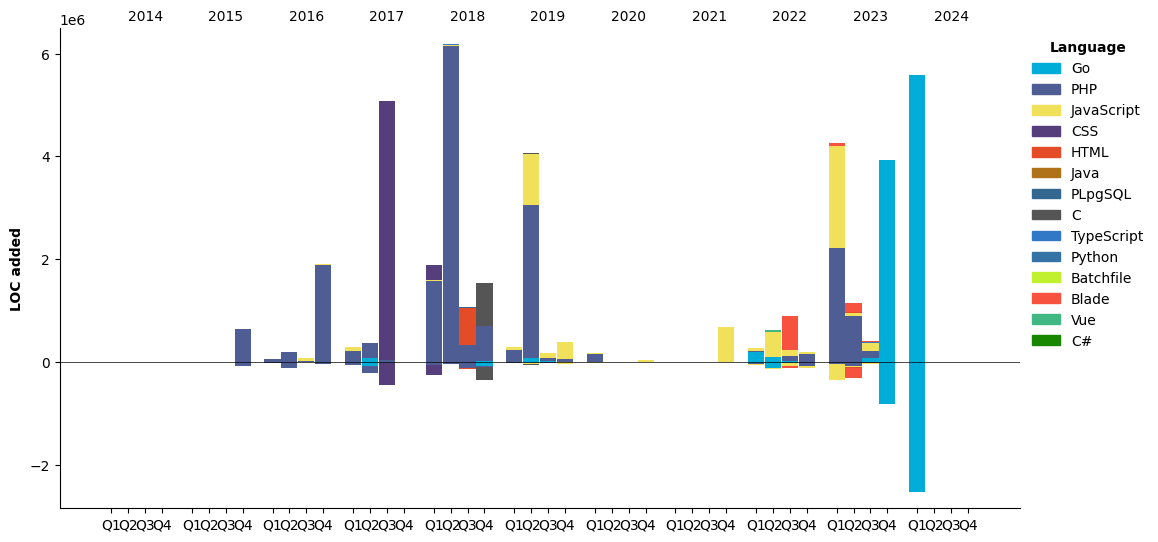 1e6
2014 2015 2016 2017 2018 2019 2020 2021 2022 2023 2024
6
4
2
0
−2
LOC added
Q1Q2Q3Q4 Q1Q2Q3Q4 Q1Q2Q3Q4 Q1Q2Q3Q4 Q1Q2Q3Q4 Q1Q2Q3Q4 Q1Q2Q3Q4 Q1Q2Q3Q4 Q1Q2Q3Q4 Q1Q2Q3Q4 Q1Q2Q3Q4
Language
Go
PHP
JavaScript
CSS
HTML
Java
PLpgSQL
C
TypeScript
Python
Batchfile
Blade
Vue
C#